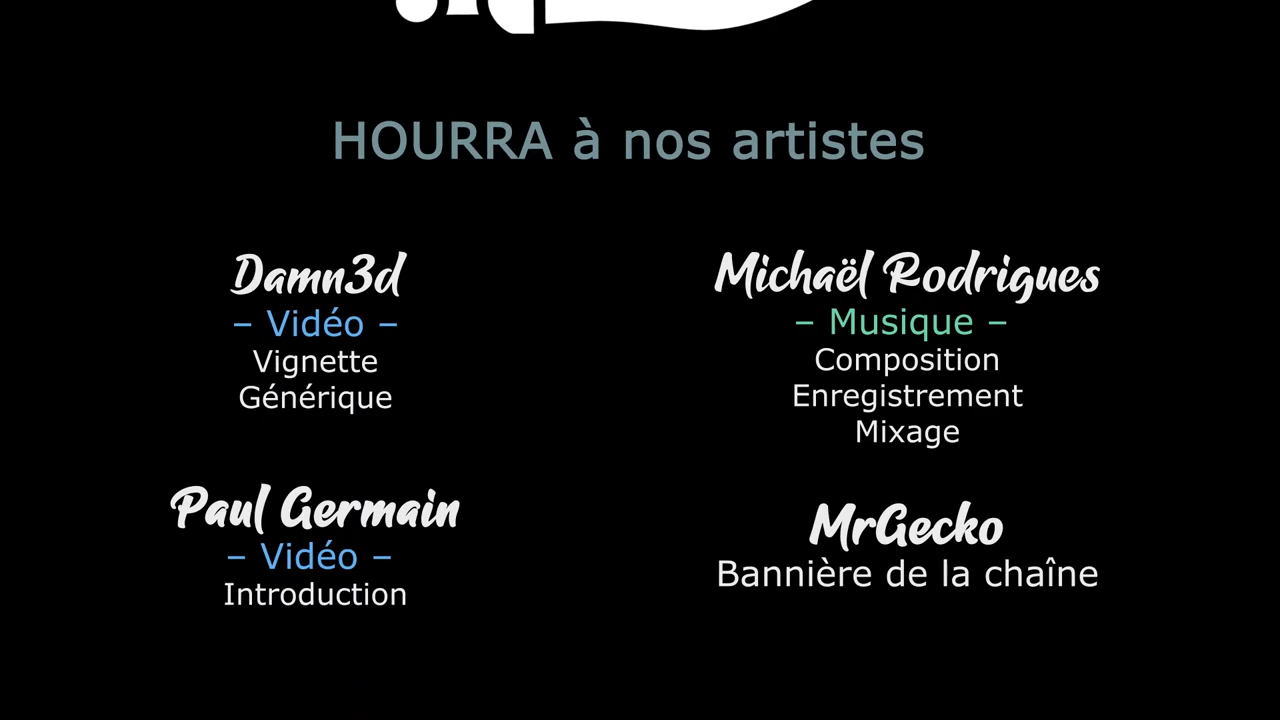 HOURRA à nos artistes
Damn3d
– Vidéo –
Vignette
Générique
Michaël Rodrigues
– Musique –
Composition
Enregistrement
Mixage
Paul Germain
– Vidéo –
Introduction
MrGecko
Bannière de la chaîne